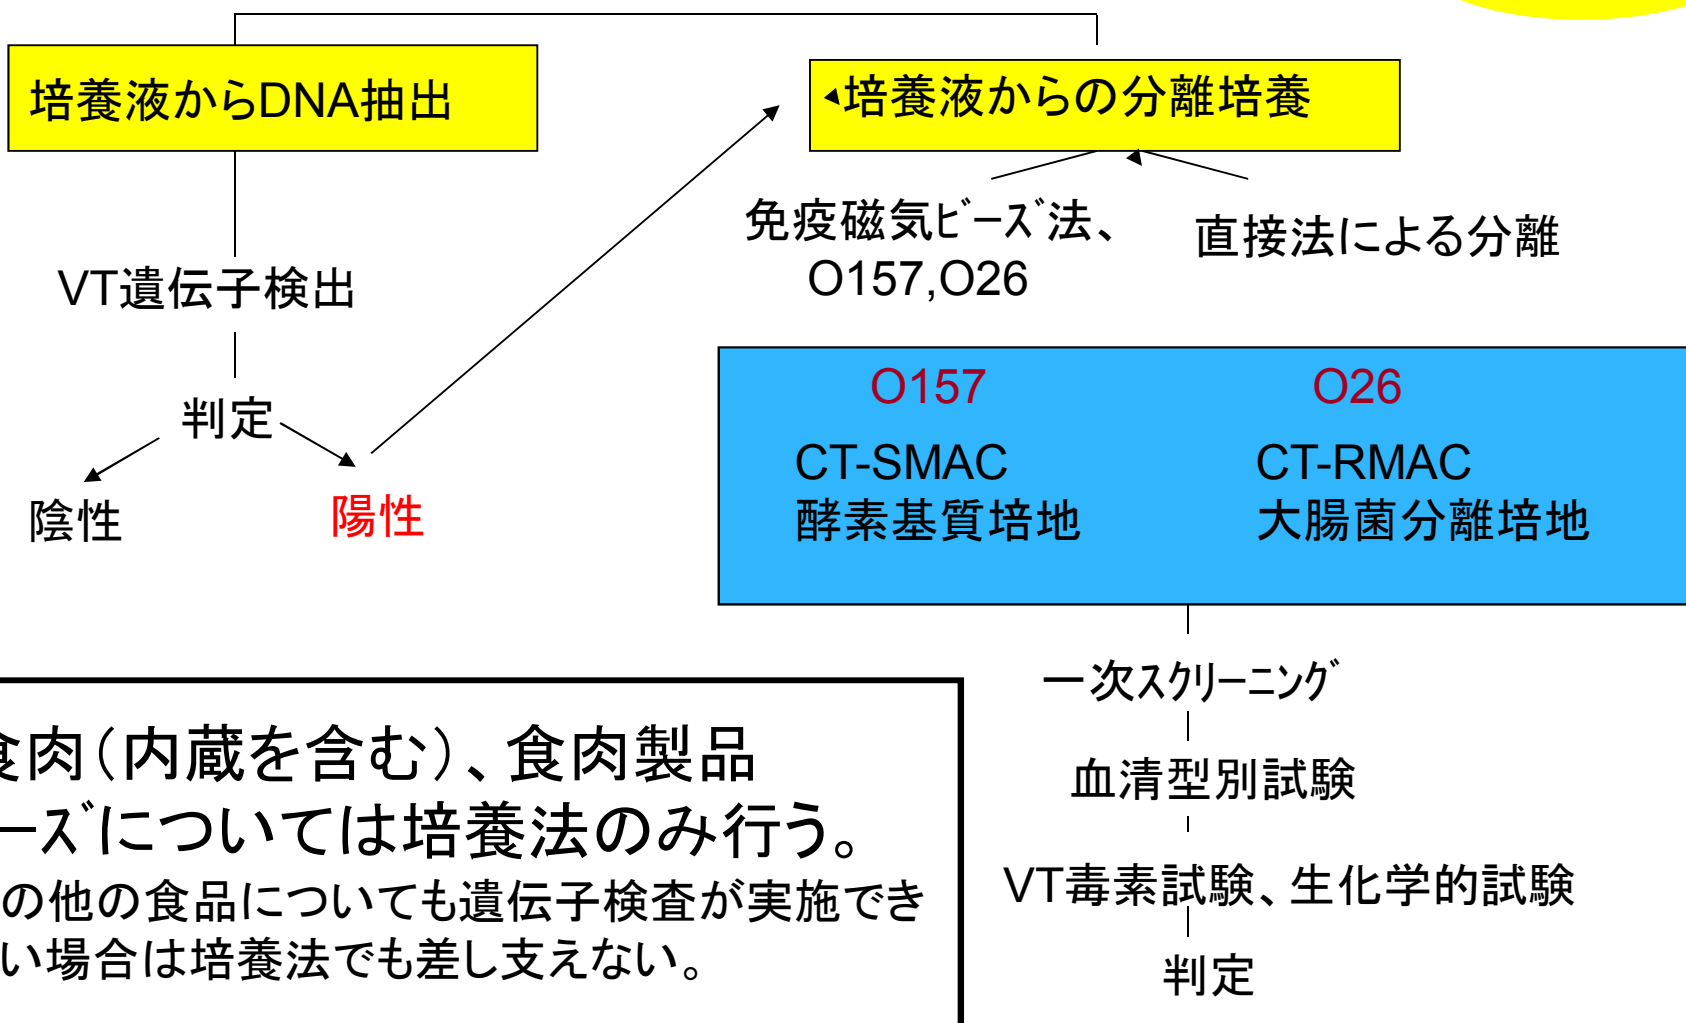 培養液からDNA抽出
培養液からの分離培養
免疫磁気ビーズ法、
O157,O26
直接法による分離
VT遺伝子検出
判定
陰性
陽性
O157
O26
CT-SMAC
酵素基質培地
CT-RMAC
大腸菌分離培地
一次スクリーニング
血清型別試験
VT毒素試験、生化学的試験
判定
食肉(内蔵を含む)、食肉製品
ーズについては培養法のみ行う。
の他の食品についても遺伝子検査が実施でき
い場合は培養法でも差し支えない。